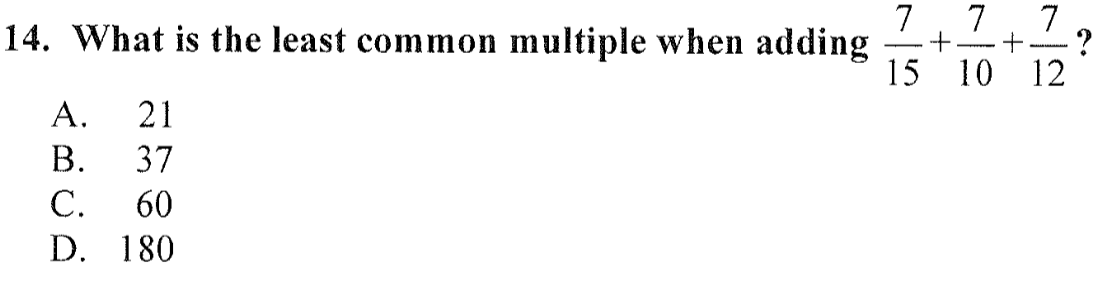 14. What is the least common multiple when adding 7/15 + 7/10 + 7/12 ?
A. 21
B. 37
C. 60
D. 180